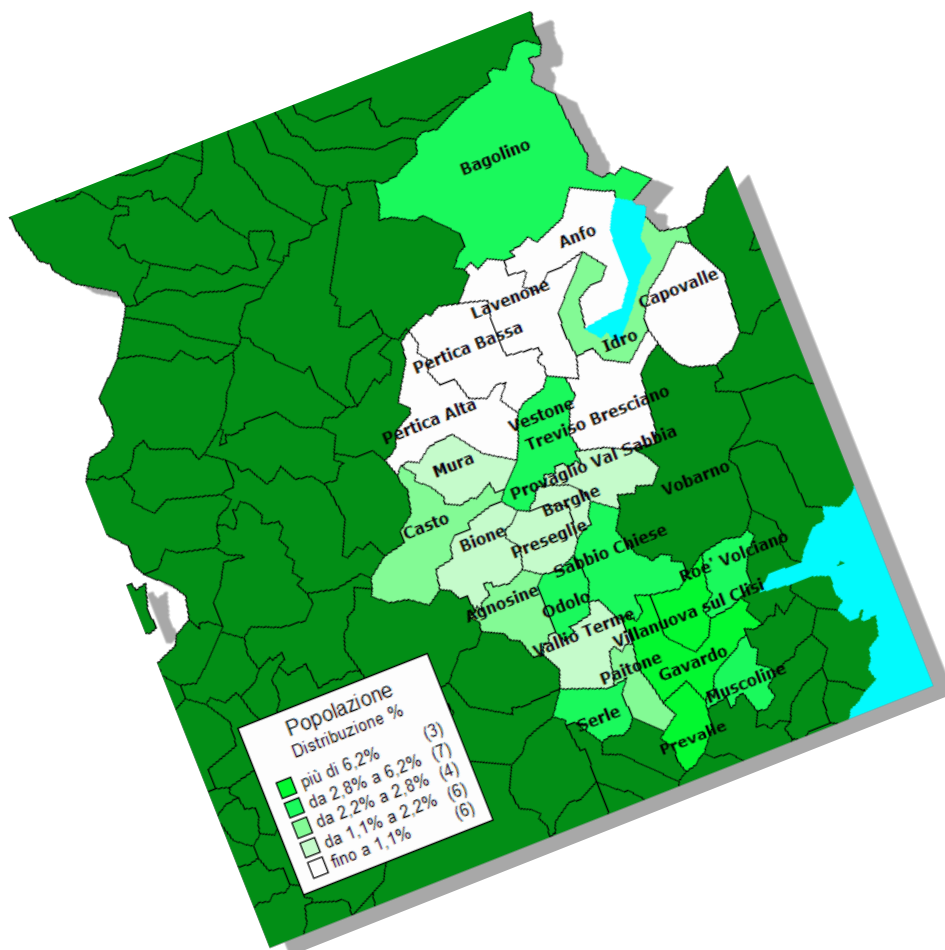 Bagolino
Anfo
Capovalle
Lavenone
Idro
Pertica Bassa
Pertica Alta
Vestone
Treviso Bresciano
Mura
Provaglio Val Sabbia
Vobarno
Barghe
Casto
Bione
Preseglie
Sabbio Chiese
Roe' Volciano
Agnosine
Odolo
Villanuova sul Clisi
Vallio Terme
Paitone
Gavardo
Muscoline
Serle
Prevalle
Popolazione
Distribuzione %
più di 6,2% (3)
da 2,8% a 6,2% (7)
da 2,2% a 2,8% (4)
da 1,1% a 2,2% (6)
fino a 1,1% (6)